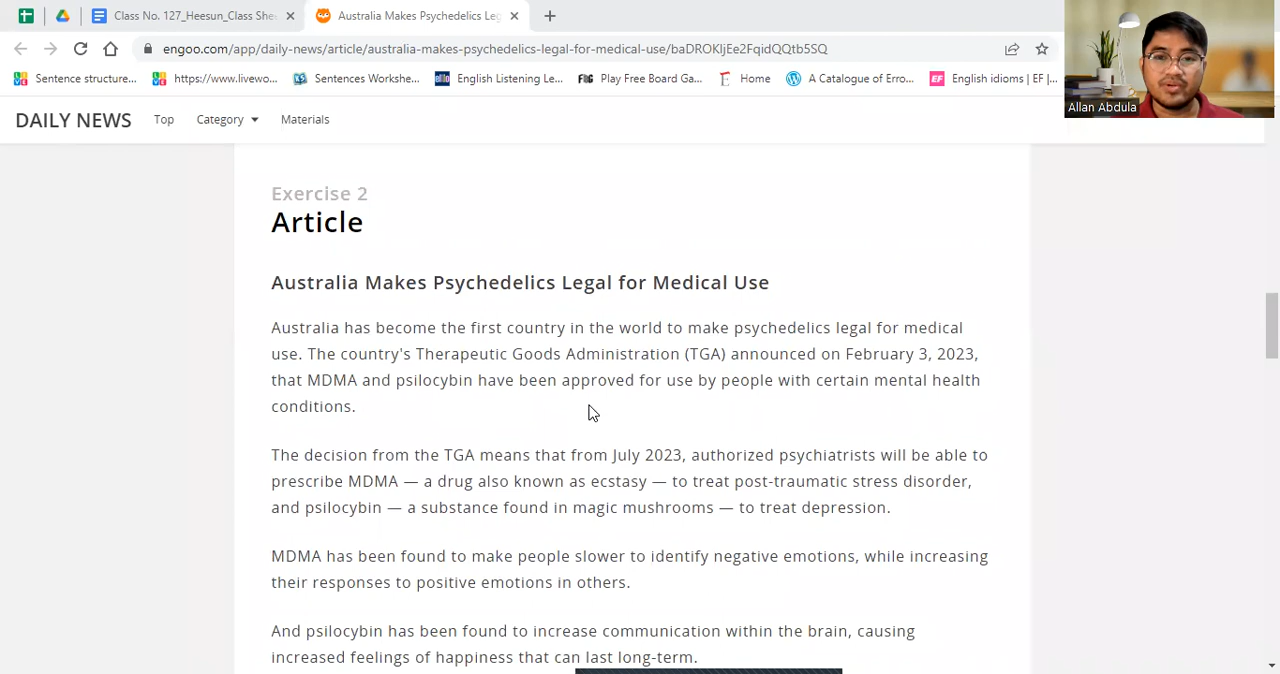 Class No. 127_Heesun_Class She
Australia Makes Psychedelics Leg
engoo.com/app/daily-news/article/australia-makes-psychedelics-legal-for-medical-use/baDROKIjEe2FqidQQtb5SQ
Sentence structure...
https://www.livewo...
Sentences Workshe...
English Listening Le...
Play Free Board Ga...
Home
A Catalogue of Erro...
EF
English idioms | EF |...
Allan Abdula
DAILY NEWS
Top
Category
Materials
Exercise 2
Article
Australia Makes Psychedelics Legal for Medical Use
Australia has become the first country in the world to make psychedelics legal for medical
use. The country's Therapeutic Goods Administration (TGA) announced on February 3, 2023,
that MDMA and psilocybin have been approved for use by people with certain mental health
conditions.
The decision from the TGA means that from July 2023, authorized psychiatrists will be able to
prescribe MDMA — a drug also known as ecstasy — to treat post-traumatic stress disorder,
and psilocybin — a substance found in magic mushrooms — to treat depression.
MDMA has been found to make people slower to identify negative emotions, while increasing
their responses to positive emotions in others.
And psilocybin has been found to increase communication within the brain, causing
increased feelings of happiness that can last long-term.